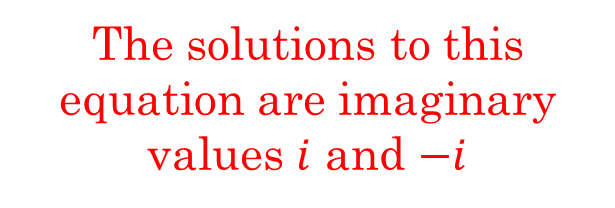 The solutions to this
equation are imaginary
values i and −i